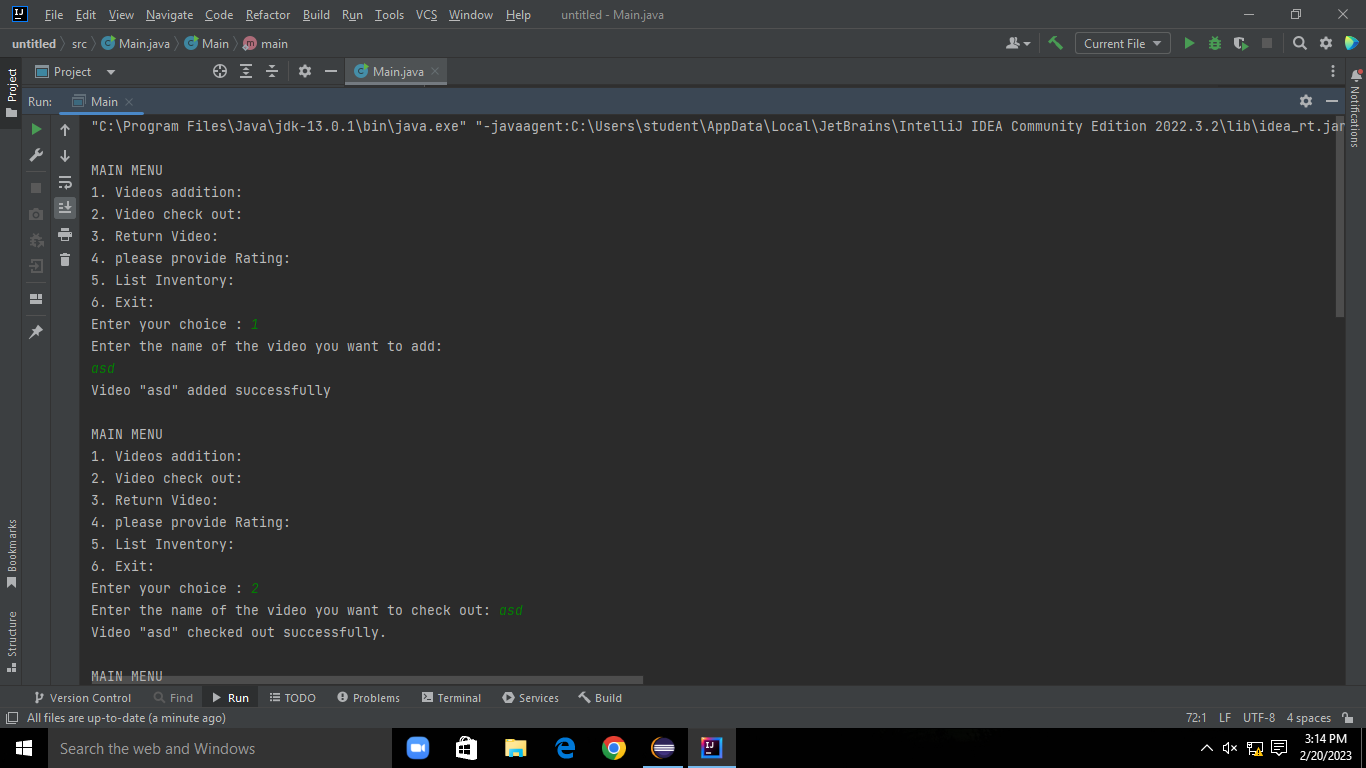 File Edit View Navigate Code Refactor Build Run Tools VCS Window Help untitled - Main.java
untitled src Main.java Main main Current File
Project Main.java
Run: Main
"C:\Program Files\Java\jdk-13.0.1\bin\java.exe" "-javaagent:C:\Users\student\AppData\Local\JetBrains\IntelliJ IDEA Community Edition 2022.3.2\lib\idea_rt.jar
MAIN MENU
1. Videos addition:
2. Video check out:
3. Return Video:
4. please provide Rating:
5. List Inventory:
6. Exit:
Enter your choice : 1
Enter the name of the video you want to add:
asd
Video "asd" added successfully
MAIN MENU
1. Videos addition:
2. Video check out:
3. Return Video:
4. please provide Rating:
5. List Inventory:
6. Exit:
Enter your choice : 2
Enter the name of the video you want to check out: asd
Video "asd" checked out successfully.
MAIN MENU
Project
Bookmarks
Structure
Notifications
Version Control Find Run TODO Problems Terminal Services Build
All files are up-to-date (a minute ago) 72:1 LF UTF-8 4 spaces
Search the web and Windows
3:14 PM
2/20/2023